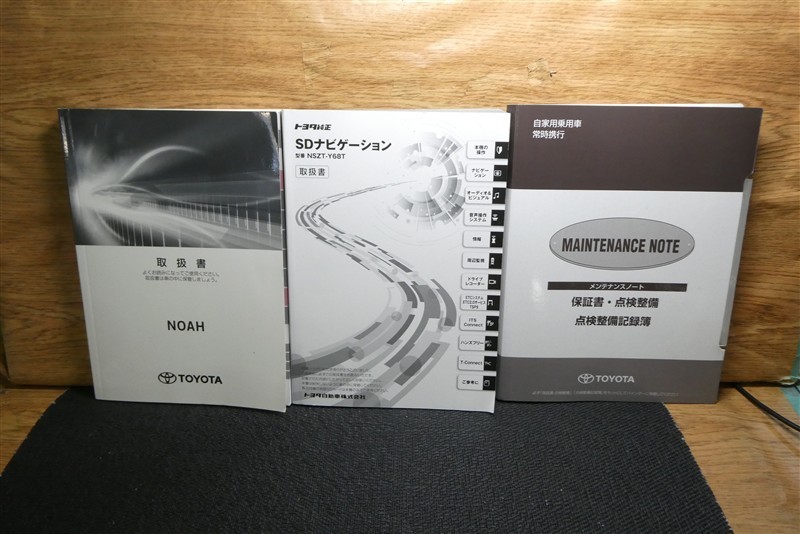 取扱書
よくお読みになってご使用ください。
取扱書は車の中に保管しましょう。
NOAH
TOYOTA
トヨタ純正
SDナビゲーション
型番 NSZT-Y68T
取扱書
本機の
操作
ナビゲー
ション
オーディオ&
ビジュアル
音声操作
システム
情報
周辺監視
ドライブ
レコーダー
ETCシステム
ITS
Connect
ハンズフリー
T-Connect
ご参考に
トヨタ自動車株式会社
自家用乗用車
常時携行
MAINTENANCE NOTE
メンテナンスノート
保証書・点検整備
点検整備記録簿
TOYOTA